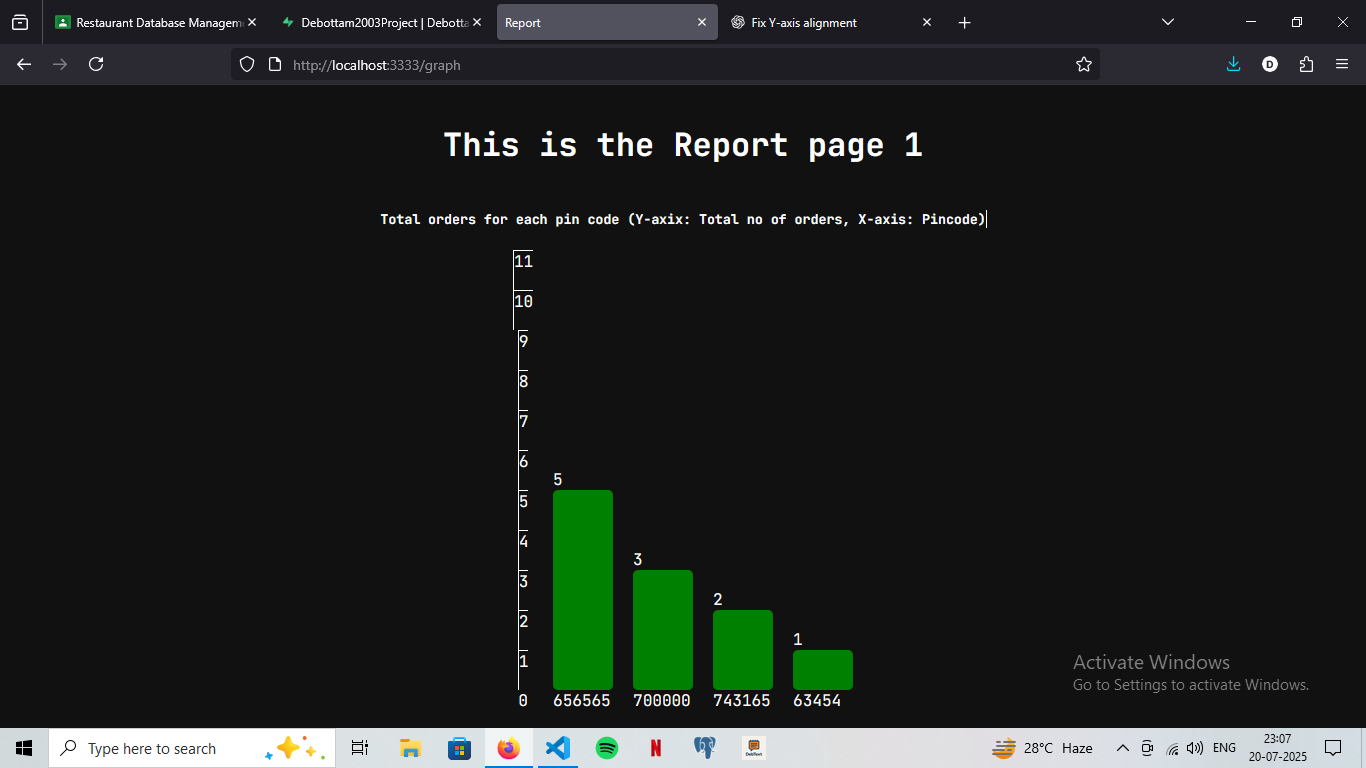 Restaurant Database Managem
Debottam2003Project | Debotta
Report
Fix Y-axis alignment
http://localhost:3333/graph
D
This is the Report page 1
Total orders for each pin code (Y-axix: Total no of orders, X-axis: Pincode)
11
10
9
8
7
6
5
5
4
3
3
2
2
1
1
0 656565 700000 743165 63454
Activate Windows
Go to Settings to activate Windows.
Type here to search
N
28°C Haze
ENG
23:07
20-07-2025